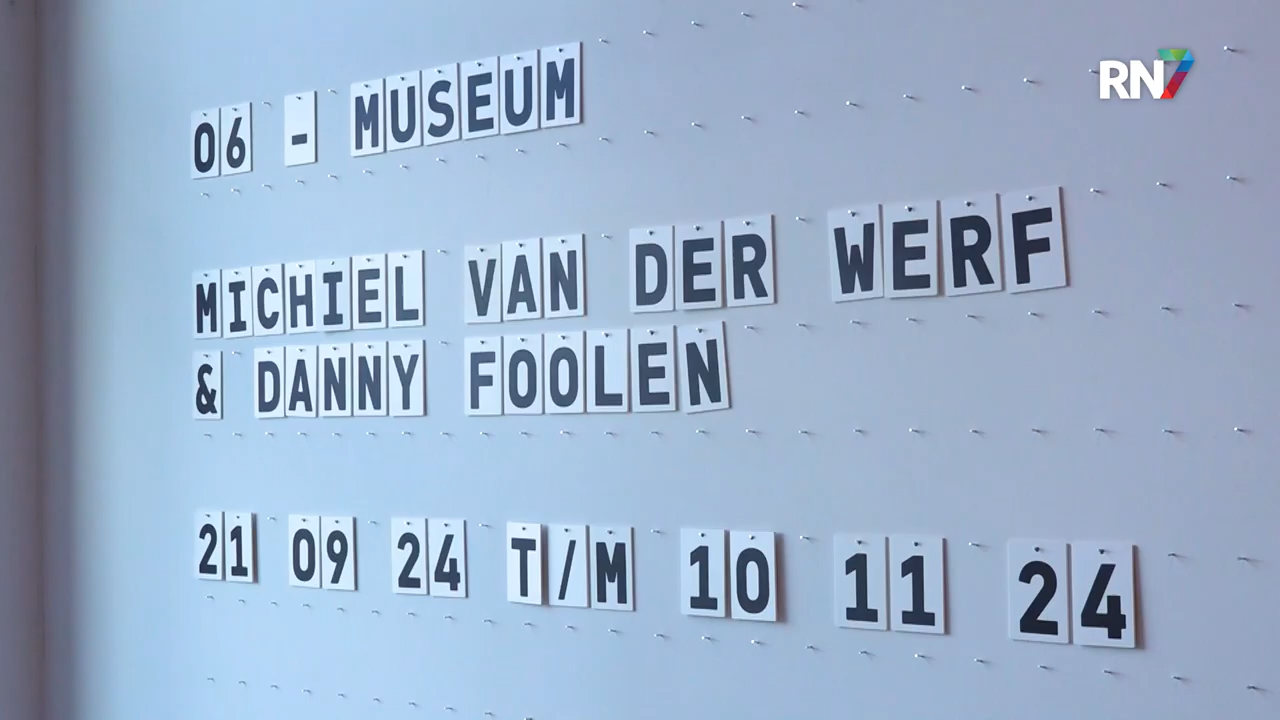 RN7
06 - MUSEUM
MICHIEL VAN DER WERF
& DANNY FOOLEN
21 09 24 T/M 10 11 24